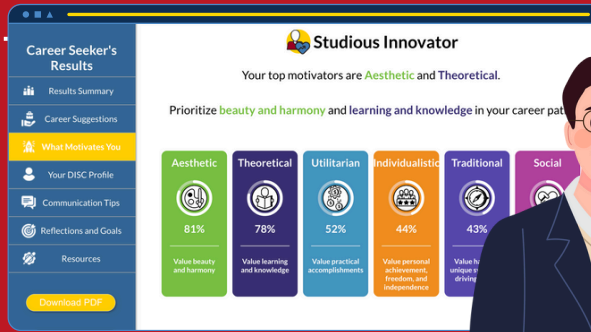 Career Seeker's
Results
Results Summary
Career Suggestions
What Motivates You
Your DISC Profile
Communication Tips
Reflections and Goals
Resources
Download PDF
Studious Innovator
Your top motivators are Aesthetic and Theoretical.
Prioritize beauty and harmony and learning and knowledge in your career
Aesthetic
81%
Value beauty
and harmony
Theoretical
78%
Value learning
and knowledge
Utilitarian
52%
Value practical
accomplishments
Individualistic
44%
Value personal
achievement,
freedom, and
independence
Traditional
43%
Value
unique
driving
Social